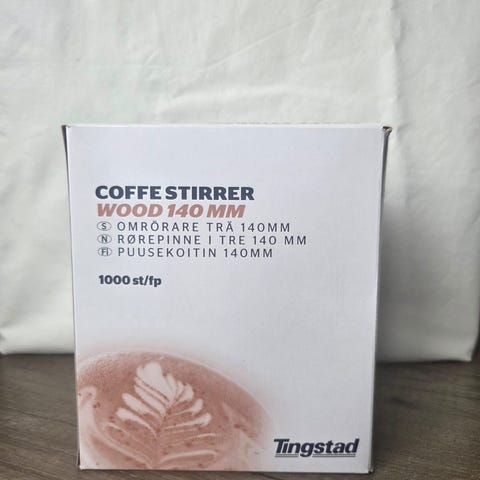 COFFE STIRRER
WOOD 140 MM
S OMRÖRARE TRÄ 140MM
N RØREPINNE I TRE 140 MM
FI PUUSEKOITIN 140MM
1000 st/fp
Tingstad